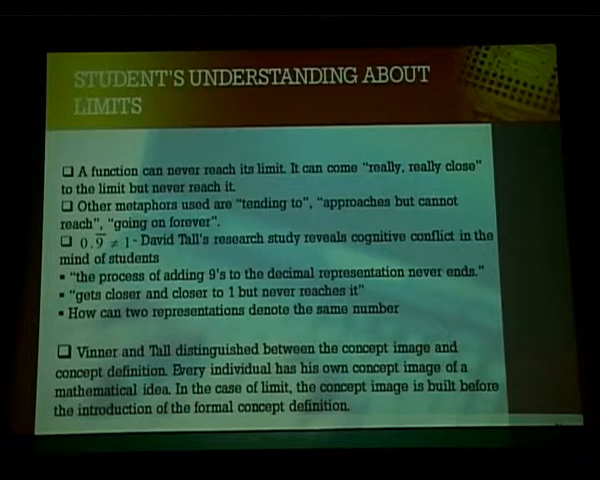 STUDENT'S UNDERSTANDING ABOUT
LIMITS
❑ A function can never reach its limit. It can come "really, really close"
to the limit but never reach it.
❑ Other metaphors used are "tending to", "approaches but cannot
reach", "going on forever".
❑ 0.9̅ ≠ 1 - David Tall's research study reveals cognitive conflict in the
mind of students
▪ "the process of adding 9's to the decimal representation never ends."
▪ "gets closer and closer to 1 but never reaches it"
▪ How can two representations denote the same number
❑ Vinner and Tall distinguished between the concept image and
concept definition. Every individual has his own concept image of a
mathematical idea. In the case of limit, the concept image is built before
the introduction of the formal concept definition.